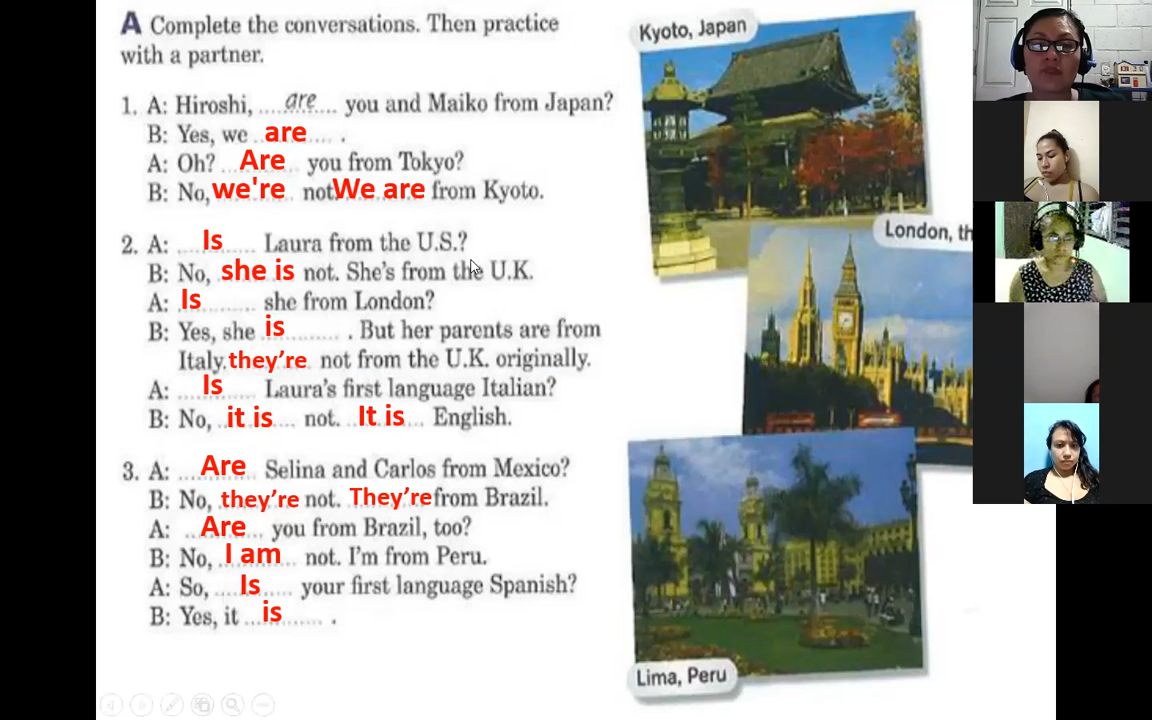 A Complete the conversations. Then practice
with a partner.
1. A: Hiroshi, are you and Maiko from Japan?
B: Yes, we are .
A: Oh? Are you from Tokyo?
B: No, we're not. We are from Kyoto.
2. A: Is Laura from the U.S.?
B: No, she is not. She's from the U.K.
A: Is she from London?
B: Yes, she is . But her parents are from
Italy. they're not from the U.K. originally.
A: Is Laura's first language Italian?
B: No, it is not. It is English.
3. A: Are Selina and Carlos from Mexico?
B: No, they're not. They're from Brazil.
A: Are you from Brazil, too?
B: No, I am not. I'm from Peru.
A: So, Is your first language Spanish?
B: Yes, it is .
Kyoto, Japan
London, th
Lima, Peru